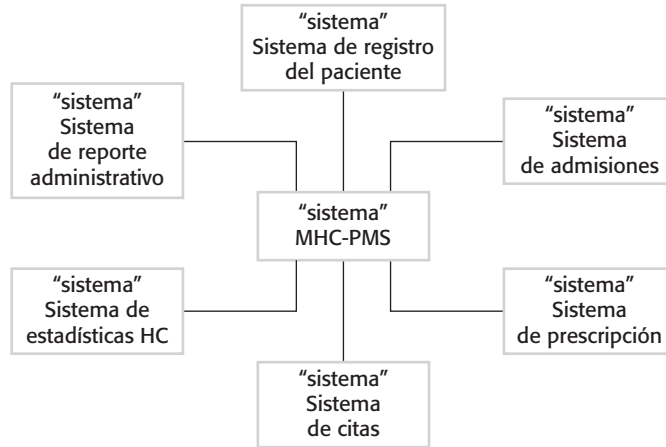 “sistema”
Sistema de registro
del paciente
“sistema”
Sistema
de reporte
administrativo
“sistema”
Sistema
de admisiones
“sistema”
MHC-PMS
“sistema”
Sistema de
estadísticas HC
“sistema”
Sistema
de prescripción
“sistema”
Sistema
de citas